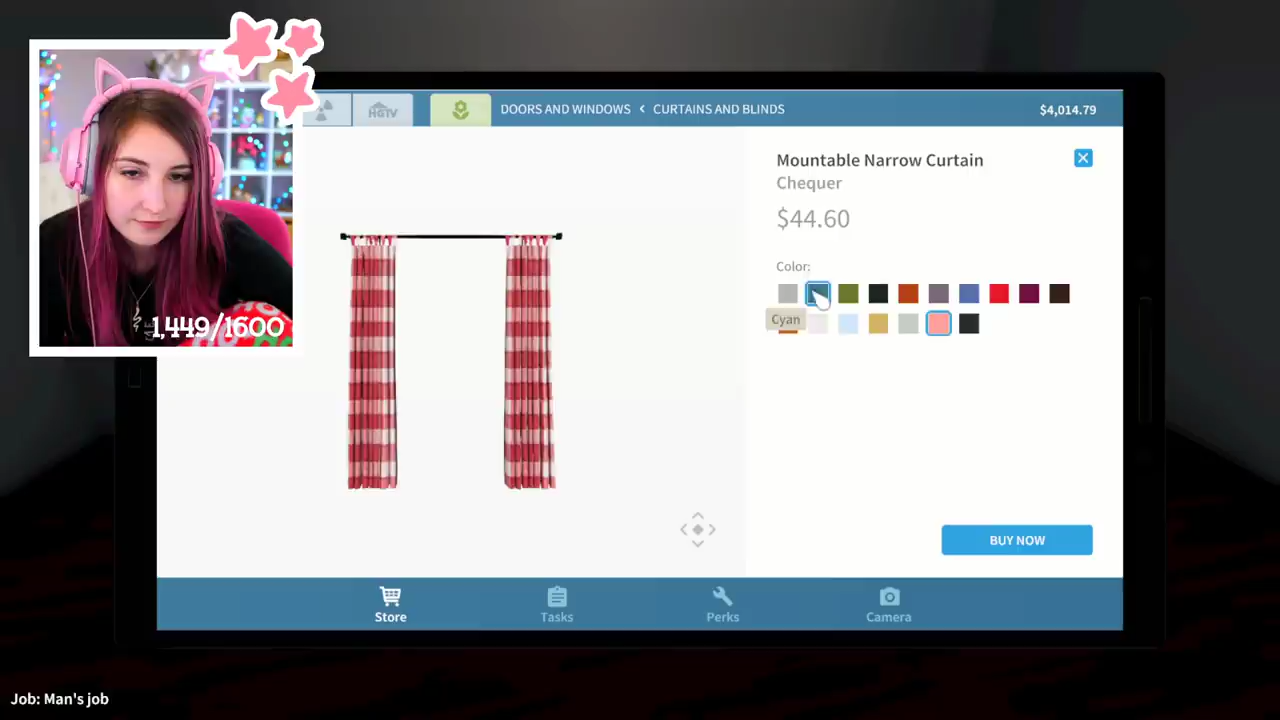 HGTV
DOORS AND WINDOWS < CURTAINS AND BLINDS
$4,014.79
Mountable Narrow Curtain
Chequer
$44.60
Color:
Cyan
1,449/1600
BUY NOW
Store
Tasks
Perks
Camera
Job: Man's job